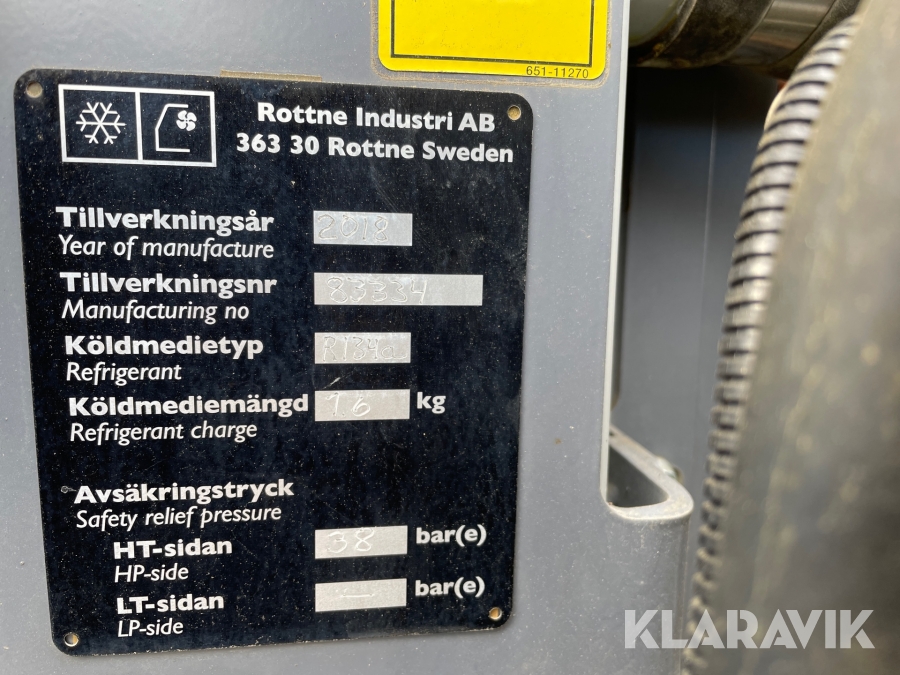 651-11270
Rottne Industri AB
363 30 Rottne Sweden
Tillverkningsår 2018
Year of manufacture
Tillverkningsnr 83334
Manufacturing no
Köldmedietyp R134a
Refrigerant
Köldmediemängd 1.6 kg
Refrigerant charge
Avsäkringstryck
Safety relief pressure
HT-sidan 38 bar(e)
HP-side
LT-sidan bar(e)
LP-side
KLARAVIK